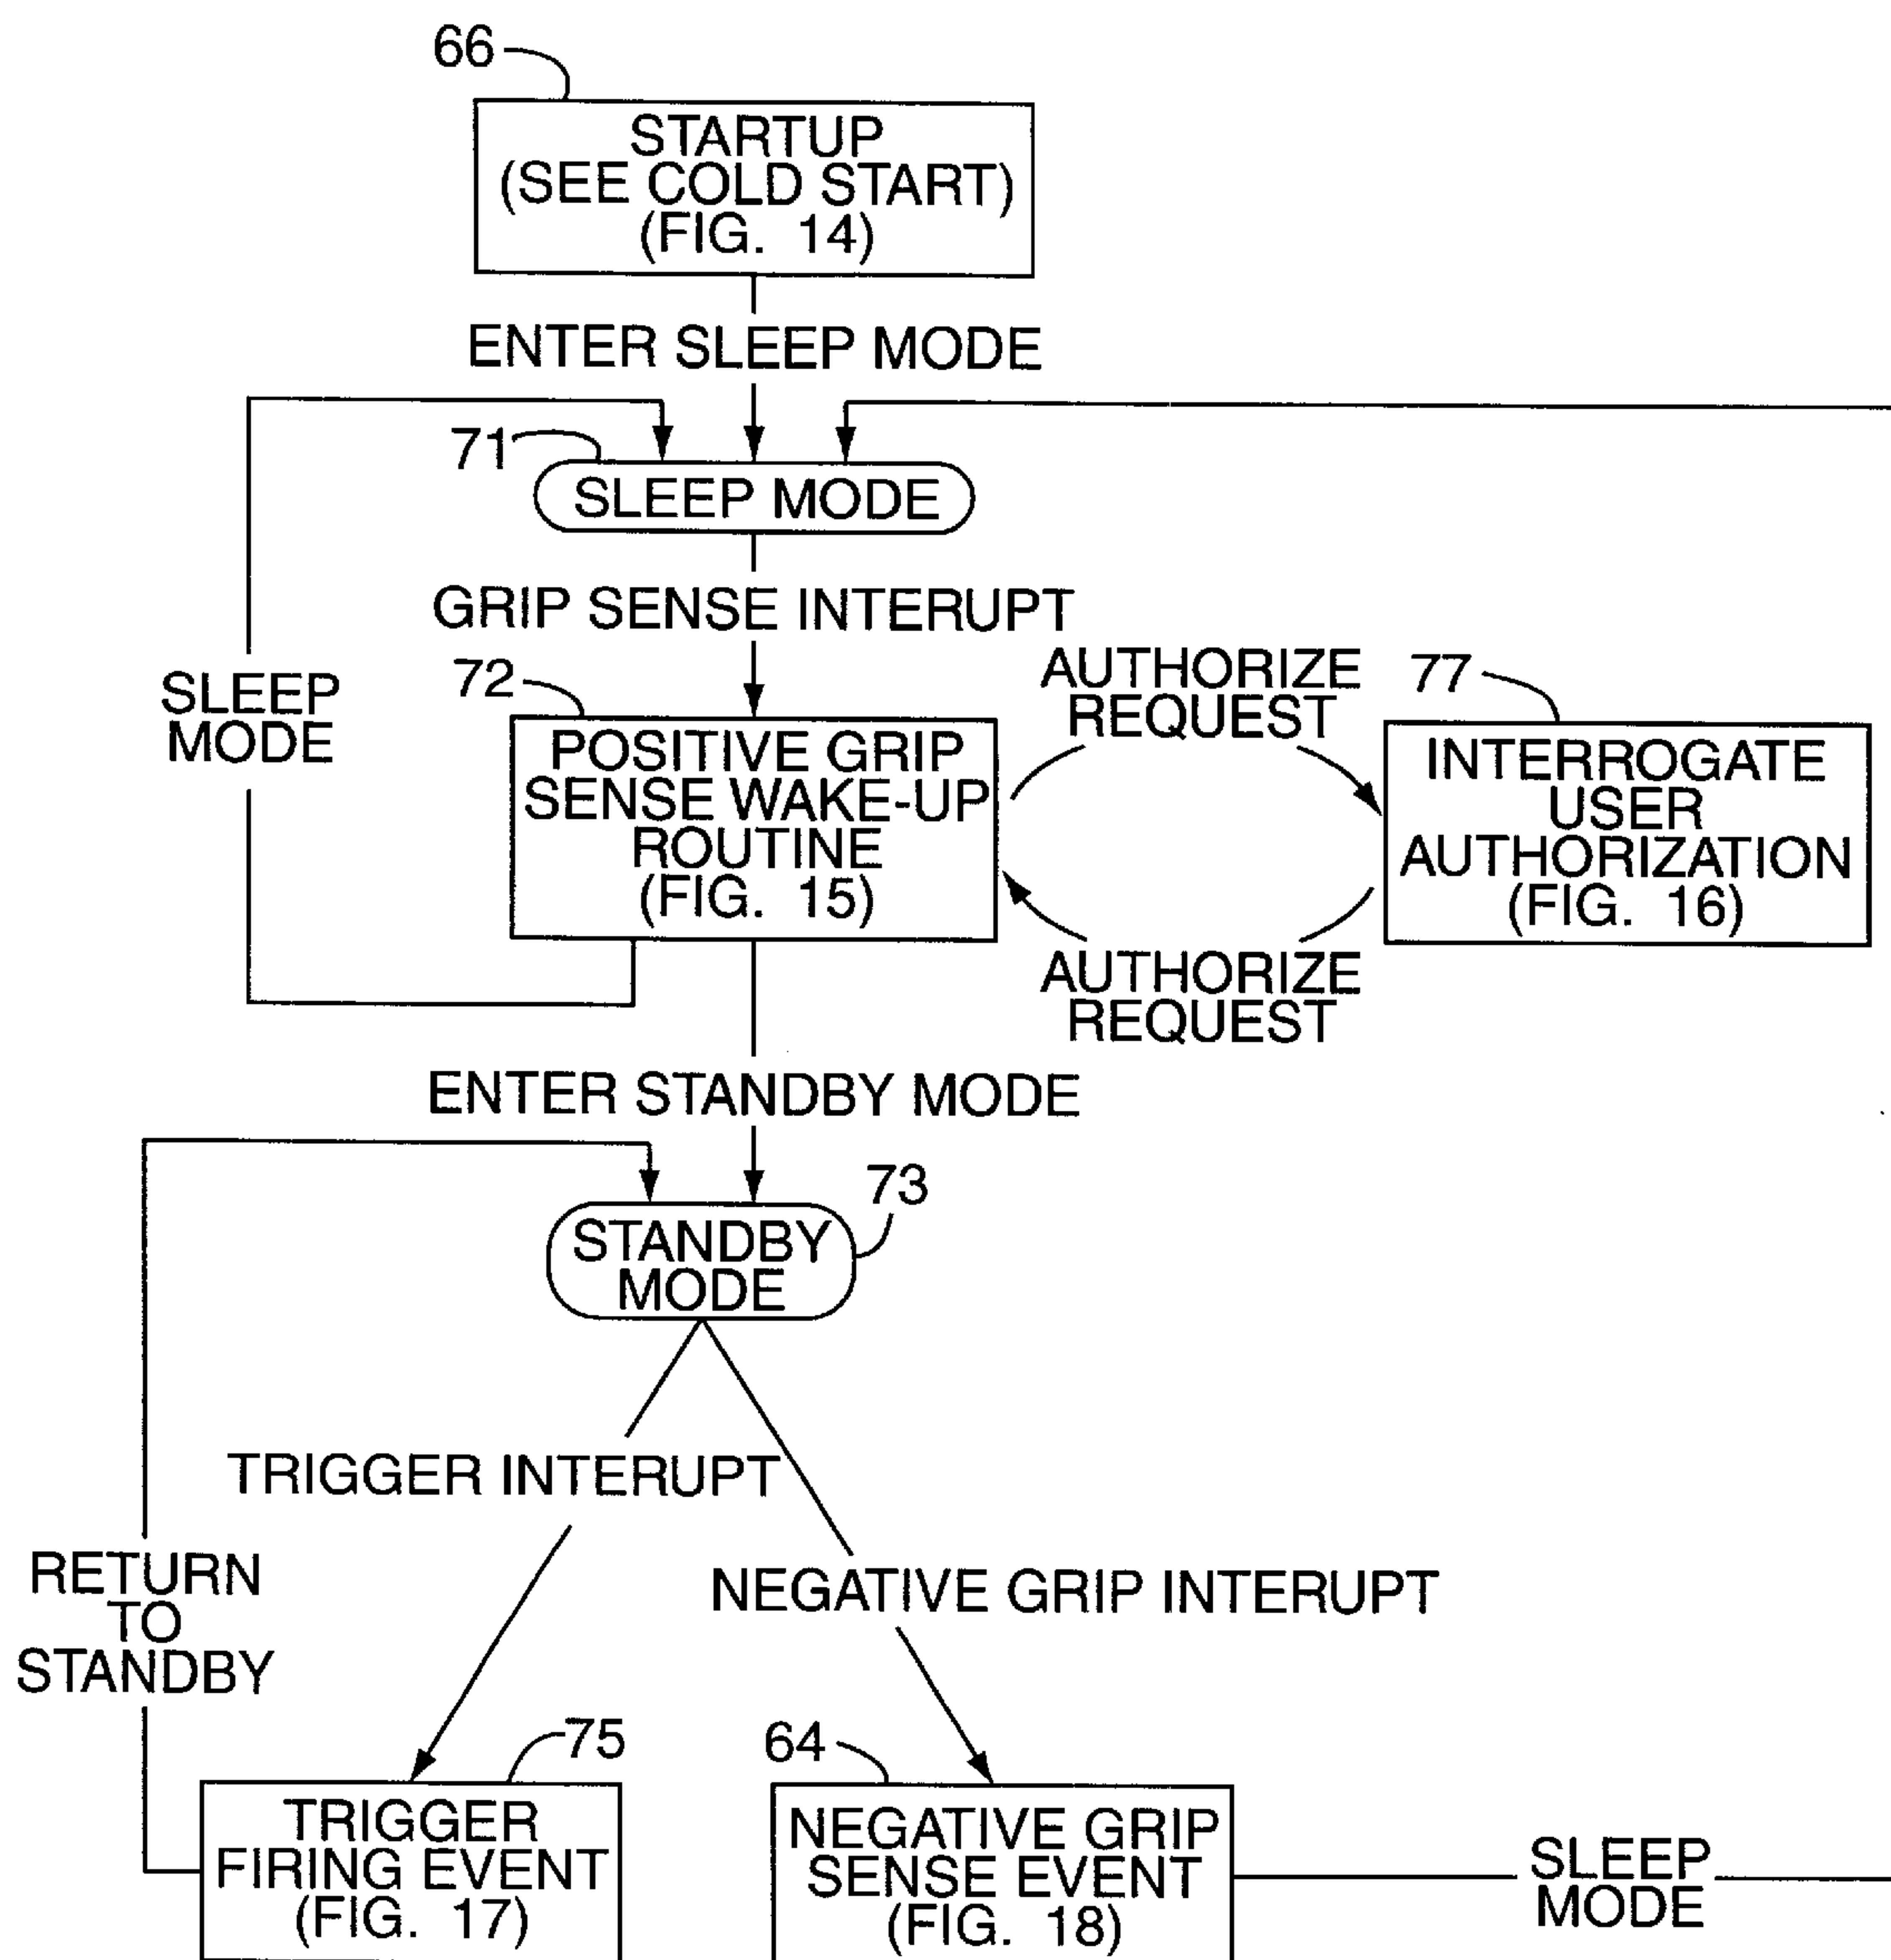 66
STARTUP
(SEE COLD START)
(FIG. 14)
ENTER SLEEP MODE
71
SLEEP MODE
GRIP SENSE INTERUPT
SLEEP
MODE
72
POSITIVE GRIP
SENSE WAKE-UP
ROUTINE
(FIG. 15)
AUTHORIZE
REQUEST
77
INTERROGATE
USER
AUTHORIZATION
(FIG. 16)
AUTHORIZE
REQUEST
ENTER STANDBY MODE
73
STANDBY
MODE
TRIGGER INTERUPT
NEGATIVE GRIP INTERUPT
RETURN
TO
STANDBY
75
TRIGGER
FIRING EVENT
(FIG. 17)
64
NEGATIVE GRIP
SENSE EVENT
(FIG. 18)
SLEEP
MODE